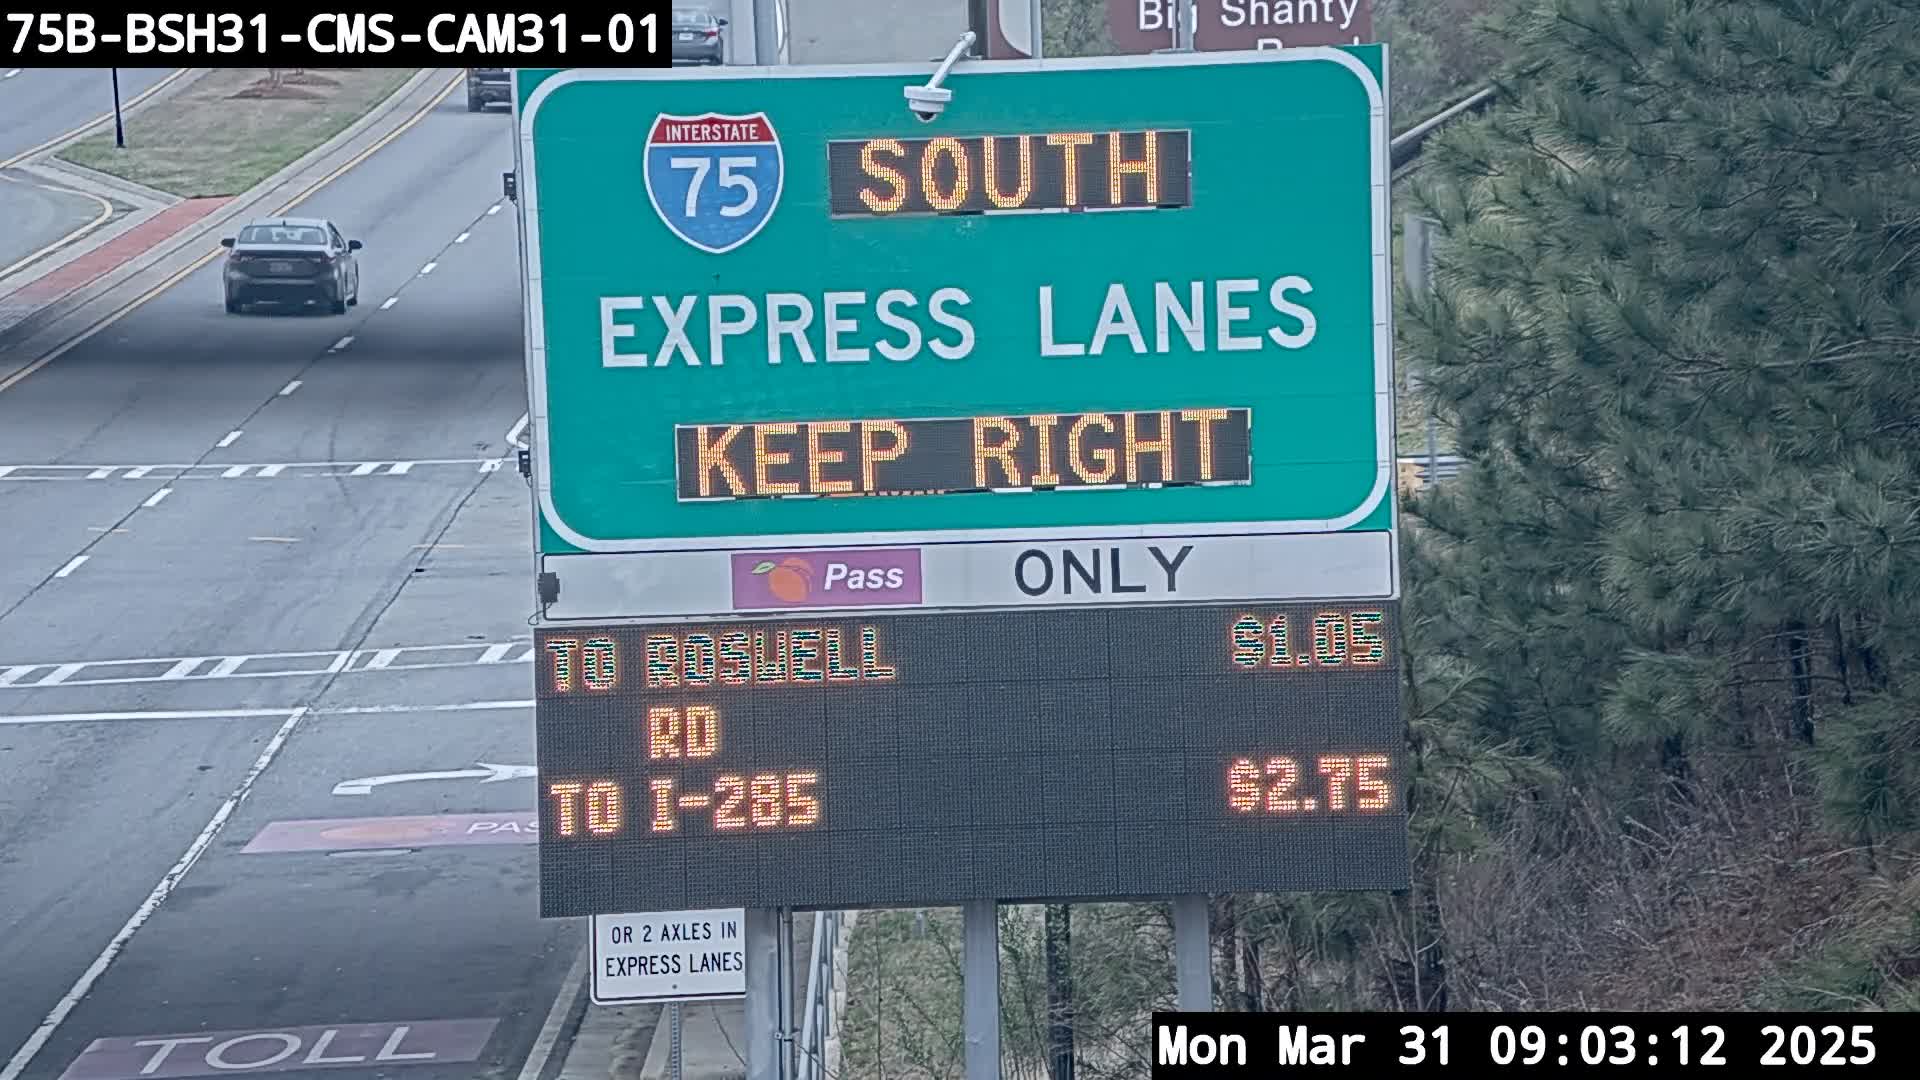 75B-BSH31-CMS-CAM31-01
Big Shanty
INTERSTATE
75
SOUTH
EXPRESS LANES
KEEP RIGHT
Pass
ONLY
TO ROSWELL $1.05
RD
TO I-285 $2.75
OR 2 AXLES IN
EXPRESS LANES
TOLL
Mon Mar 31 09:03:12 2025